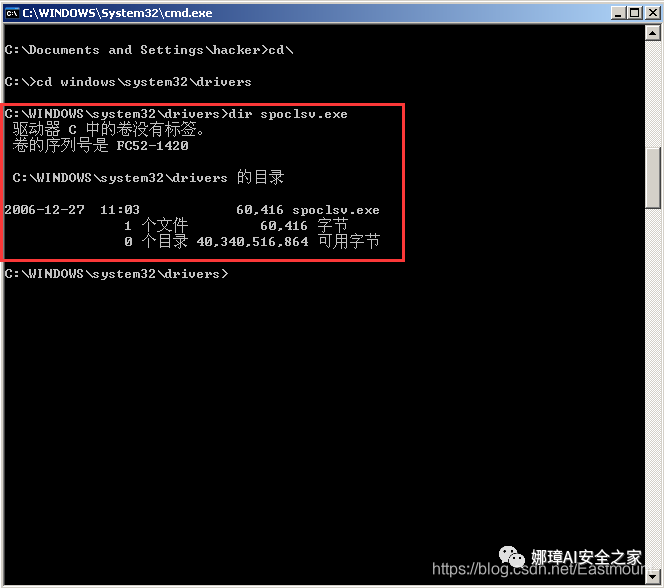 C:\WINDOWS\System32\cmd.exe
C:\Documents and Settings\hacker>cd\
C:\>cd windows\system32\drivers
C:\WINDOWS\system32\drivers>dir spoclsv.exe
驱动器 C 中的卷没有标签。
卷的序列号是 FC52-1420
C:\WINDOWS\system32\drivers 的目录
2006-12-27 11:03 60,416 spoclsv.exe
1 个文件 60,416 字节
0 个目录 40,340,516,864 可用字节
C:\WINDOWS\system32\drivers>
娜璋AI安全之家
https://blog.csdn.net/Eastmount